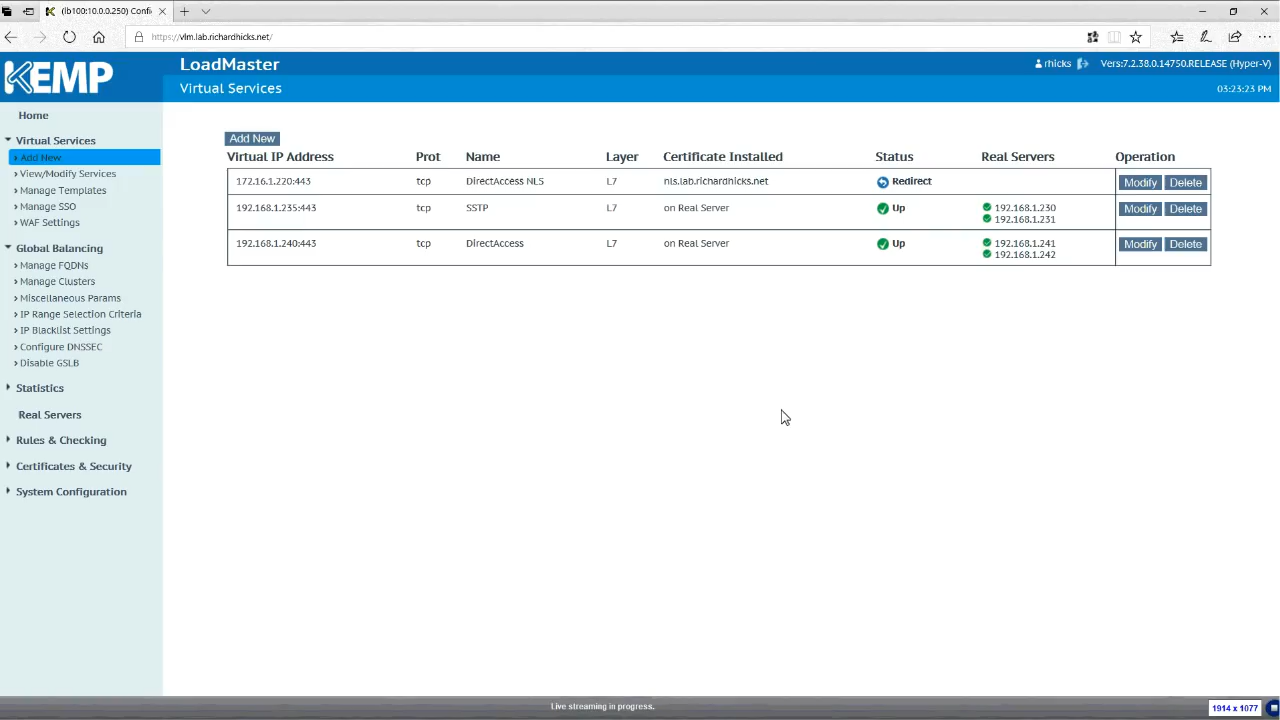 (lb100:10.0.0.250) Confi
https://vlm.lab.richardhicks.net/
KEMP
LoadMaster
rhicks
Vers:7.2.38.0.14750.RELEASE (Hyper-V)
Virtual Services
03:23:23 PM
Home
Virtual Services
Add New
View/Modify Services
Manage Templates
Manage SSO
WAF Settings
Global Balancing
Manage FQDNs
Manage Clusters
Miscellaneous Params
IP Range Selection Criteria
IP Blacklist Settings
Configure DNSSEC
Disable GSLB
Statistics
Real Servers
Rules & Checking
Certificates & Security
System Configuration
Add New
Virtual IP Address Prot Name Layer Certificate Installed Status Real Servers Operation
172.16.1.220:443 tcp DirectAccess NLS L7 nls.lab.richardhicks.net Redirect Modify Delete
192.168.1.235:443 tcp SSTP L7 on Real Server Up 192.168.1.230 Modify Delete
192.168.1.231
192.168.1.240:443 tcp DirectAccess L7 on Real Server Up 192.168.1.241 Modify Delete
192.168.1.242
Live streaming in progress.
1914 x 1077